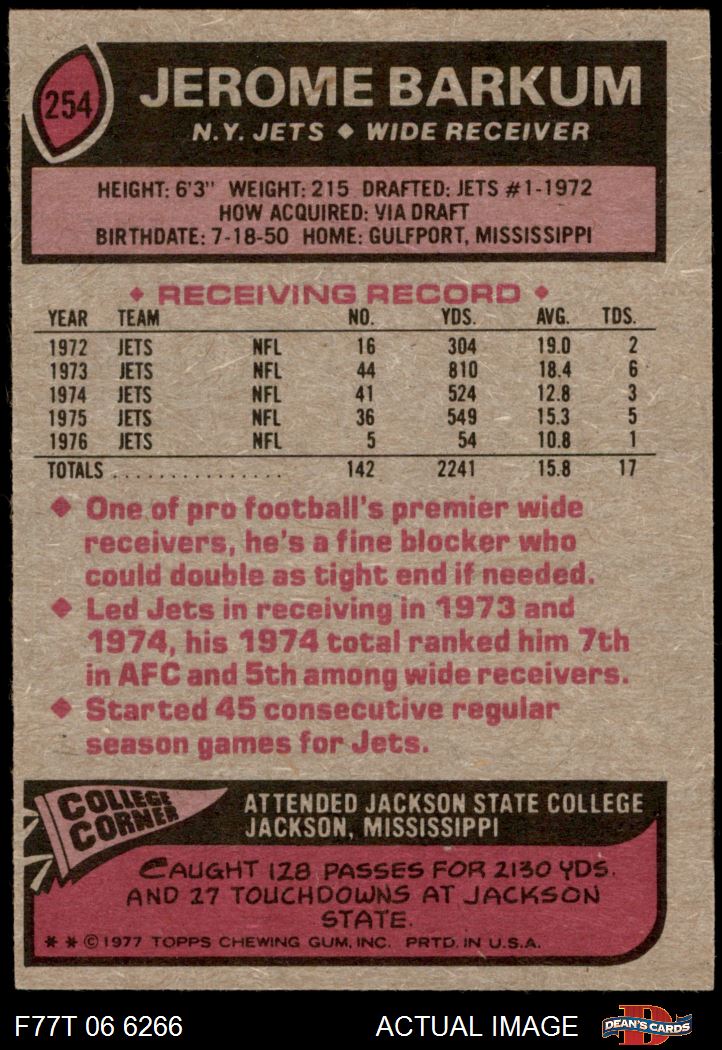 254
JEROME BARKUM
N.Y. JETS ◆ WIDE RECEIVER
HEIGHT: 6'3" WEIGHT: 215 DRAFTED: JETS #1-1972
HOW ACQUIRED: VIA DRAFT
BIRTHDATE: 7-18-50 HOME: GULFPORT, MISSISSIPPI
◆ RECEIVING RECORD ◆
YEAR TEAM NO. YDS. AVG. TDS.
1972 JETS NFL 16 304 19.0 2
1973 JETS NFL 44 810 18.4 6
1974 JETS NFL 41 524 12.8 3
1975 JETS NFL 36 549 15.3 5
1976 JETS NFL 5 54 10.8 1
TOTALS ............... 142 2241 15.8 17
◆ One of pro football's premier wide
receivers, he's a fine blocker who
could double as tight end if needed.
◆ Led Jets in receiving in 1973 and
1974, his 1974 total ranked him 7th
in AFC and 5th among wide receivers.
◆ Started 45 consecutive regular
season games for Jets.
COLLEGE
CORNER
ATTENDED JACKSON STATE COLLEGE
JACKSON, MISSISSIPPI
CAUGHT 128 PASSES FOR 2130 YDS.
AND 27 TOUCHDOWNS AT JACKSON
STATE.
* * © 1977 TOPPS CHEWING GUM, INC. PRTD. IN U.S.A.
F77T 06 6266 ACTUAL IMAGE
D
DEAN'S CARDS